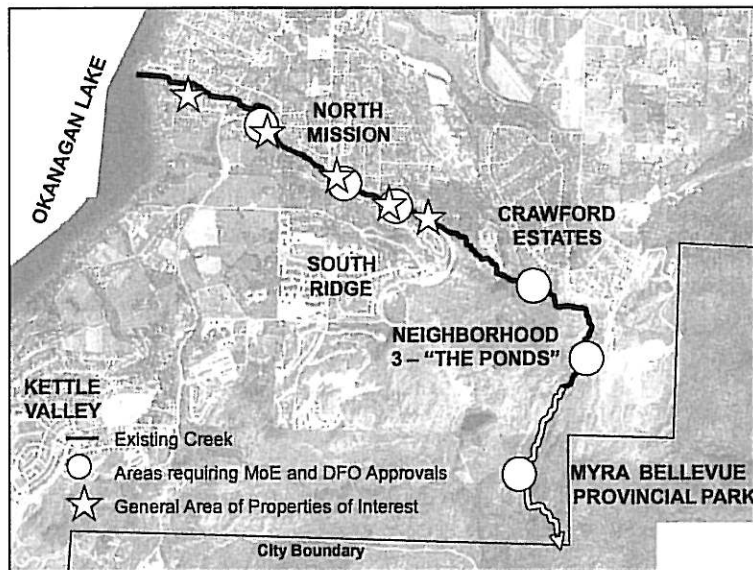 OKANAGAN LAKE
NORTH
MISSION
CRAWFORD
ESTATES
SOUTH
RIDGE
NEIGHBORHOOD
3 – "THE PONDS"
KETTLE
VALLEY
Existing Creek
Areas requiring MoE and DFO Approvals
General Area of Properties of Interest
MYRA BELLEVUE
PROVINCIAL PARK
City Boundary